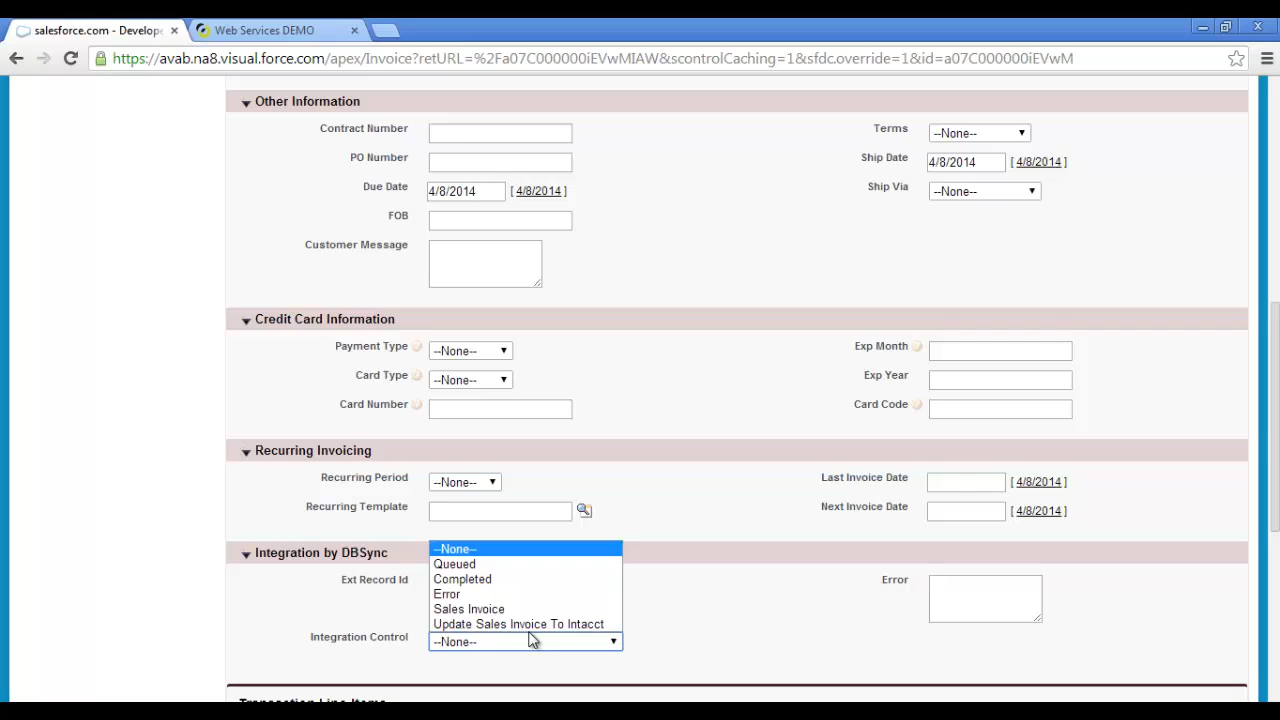 salesforce.com - Develope
Web Services DEMO
https://avab.na8.visual.force.com/apex/Invoice?retURL=%2Fa07C000000iEVwMIAW&scontrolCaching=1&sfdc.override=1&id=a07C000000iEVwM
Other Information
Contract Number
Terms --None--
PO Number
Ship Date 4/8/2014 [ 4/8/2014 ]
Due Date 4/8/2014 [ 4/8/2014 ]
Ship Via --None--
FOB
Customer Message
Credit Card Information
Payment Type --None--
Exp Month
Card Type --None--
Exp Year
Card Number
Card Code
Recurring Invoicing
Recurring Period --None--
Last Invoice Date [ 4/8/2014 ]
Recurring Template
Next Invoice Date [ 4/8/2014 ]
Integration by DBSync
--None--
Queued
Completed
Error
Sales Invoice
Update Sales Invoice To Intacct
Ext Record Id
Error
Integration Control --None--
Transaction Line Items